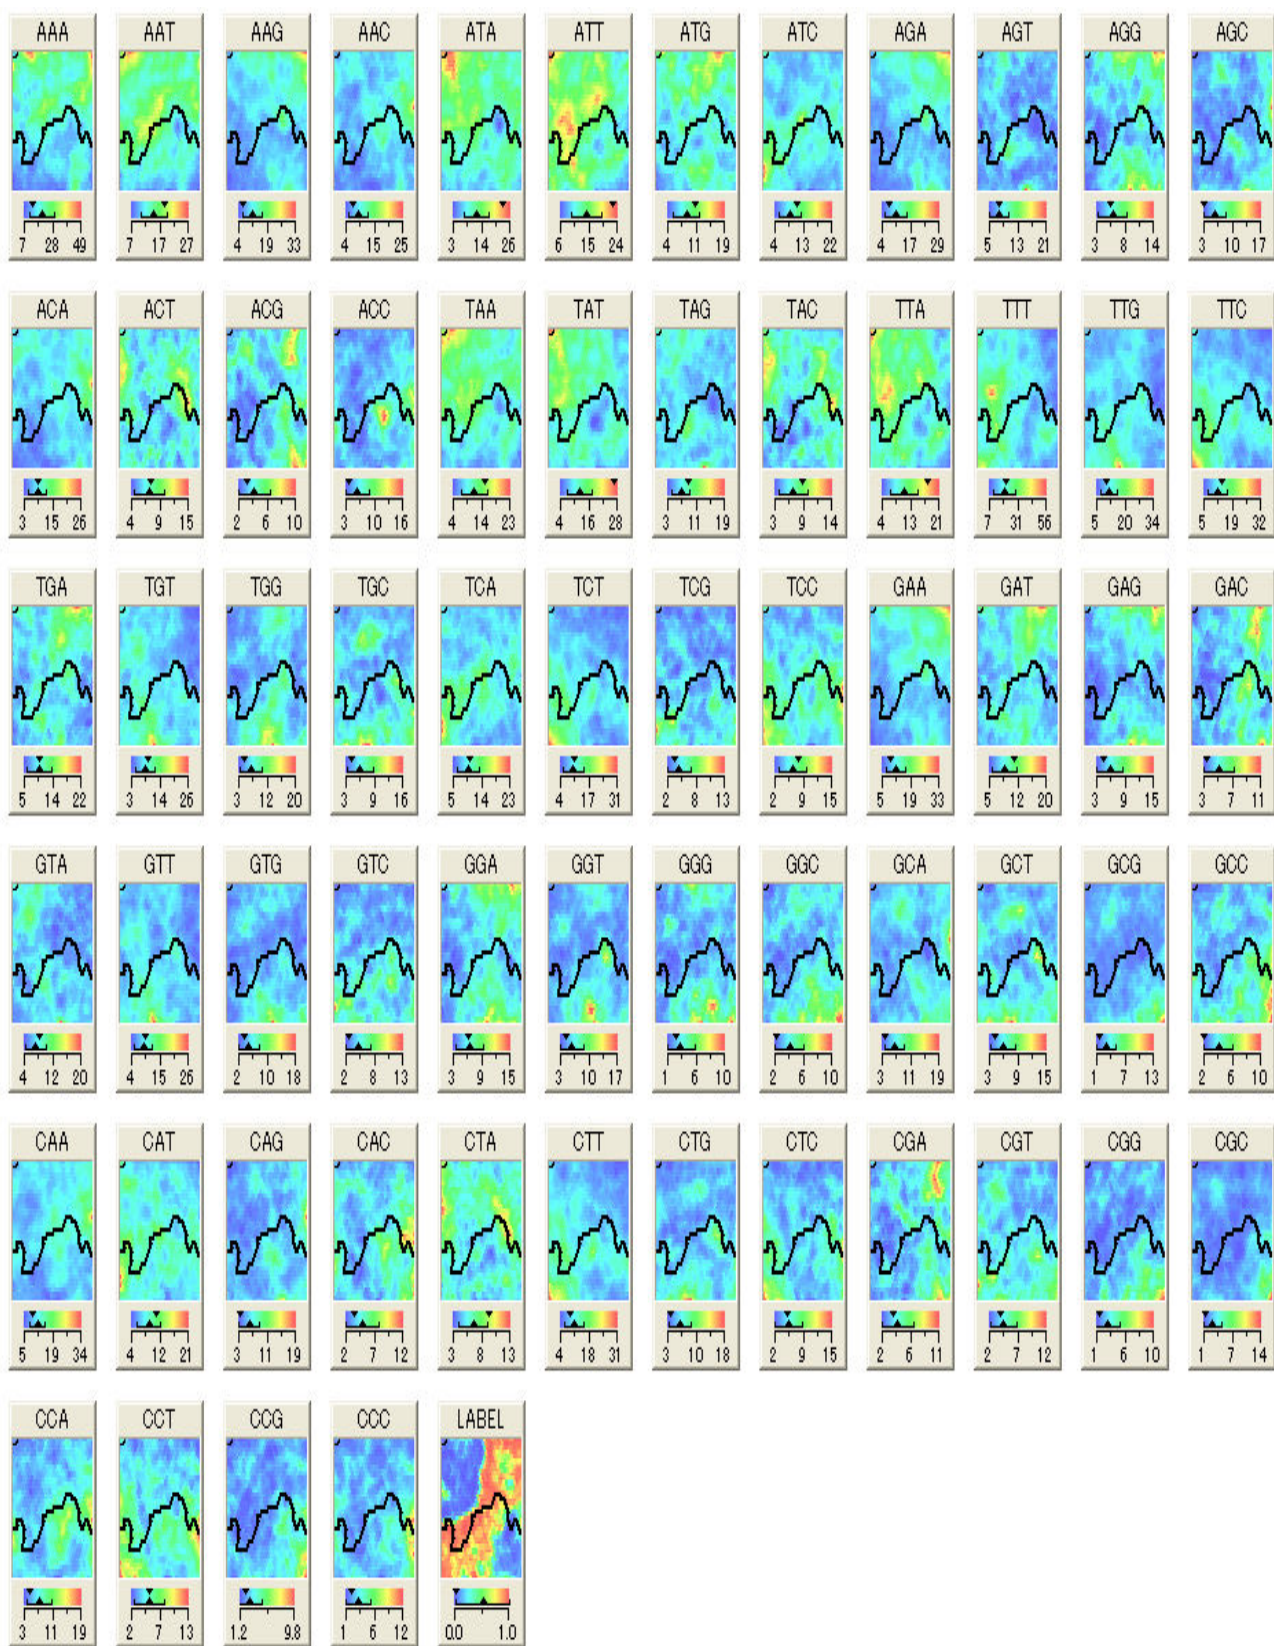 AAA AAT AAG AAC ATA ATT ATG ATC AGA AGT AGG AGC
7 28 49 7 17 27 4 19 33 4 15 25 3 14 26 6 15 24 4 11 19 4 13 22 4 17 29 5 13 21 3 8 14 3 10 17
ACA ACT ACG ACC TAA TAT TAG TAC TTA TTT TTG TTC
3 15 26 4 9 15 2 6 10 3 10 16 4 14 23 4 16 28 3 11 19 3 9 14 4 13 21 7 31 56 5 20 34 5 19 32
TGA TGT TGG TGC TCA TCT TCG TCC GAA GAT GAG GAC
5 14 22 3 14 26 3 12 20 3 9 16 5 14 23 4 17 31 2 8 13 2 9 15 5 19 33 5 12 20 3 9 15 3 7 11
GTA GTT GTG GTC GGA GGT GGG GGC GCA GCT GCG GCC
4 12 20 4 15 26 2 10 18 2 8 13 3 9 15 3 10 17 1 6 10 2 6 10 3 11 19 3 9 15 1 7 13 2 6 10
CAA CAT CAG CAC CTA CTT CTG CTC CGA CGT CGG CGC
5 19 34 4 12 21 3 11 19 2 7 12 3 8 13 4 18 31 3 10 18 2 9 15 2 6 11 2 7 12 1 6 10 1 7 14
CCA CCT CCG CCC LABEL
3 11 19 2 7 13 1.2 9.8 1 6 12 0.0 1.0